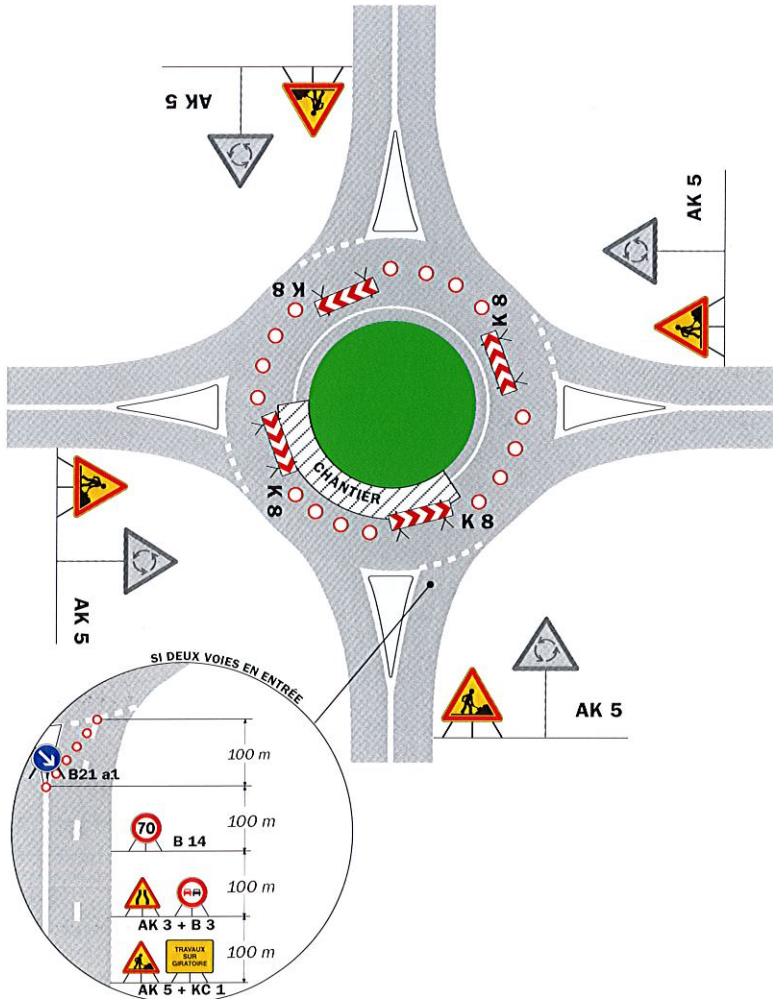 AK 5
AK 5
K 8
K 8
CHANTIER
K 8
K 8
AK 5
AK 5
SI DEUX VOIES EN ENTRÉE
100 m
B21 a1
100 m
70
B 14
100 m
AK 3 + B 3
TRAVAUX
SUR
GIRATOIRE
100 m
AK 5 + KC 1